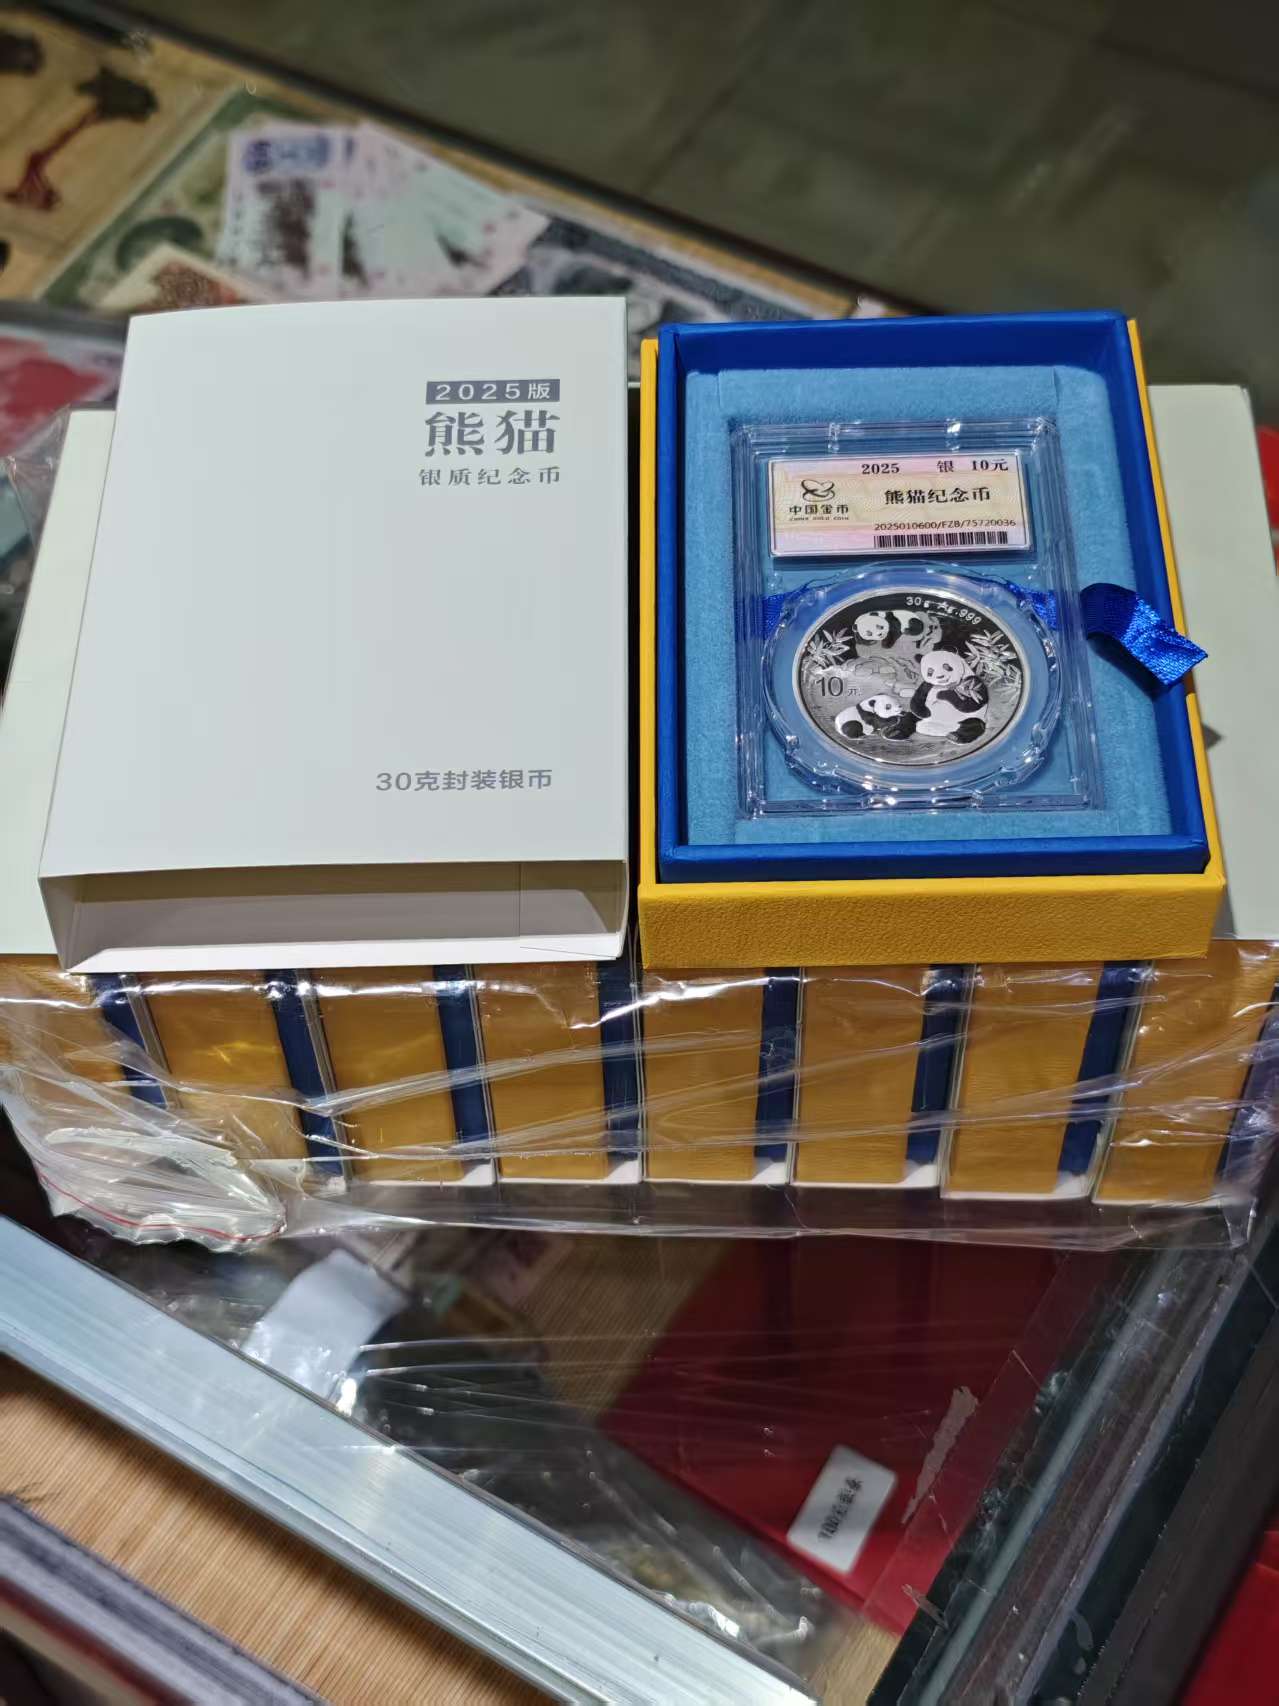 2025版
熊猫
银质纪念币
30克封装银币
2025 银 10元
中国金币
CHINA GOLD COIN
熊猫纪念币
2025010600/FZB/75720036
30g Ag.999
10元